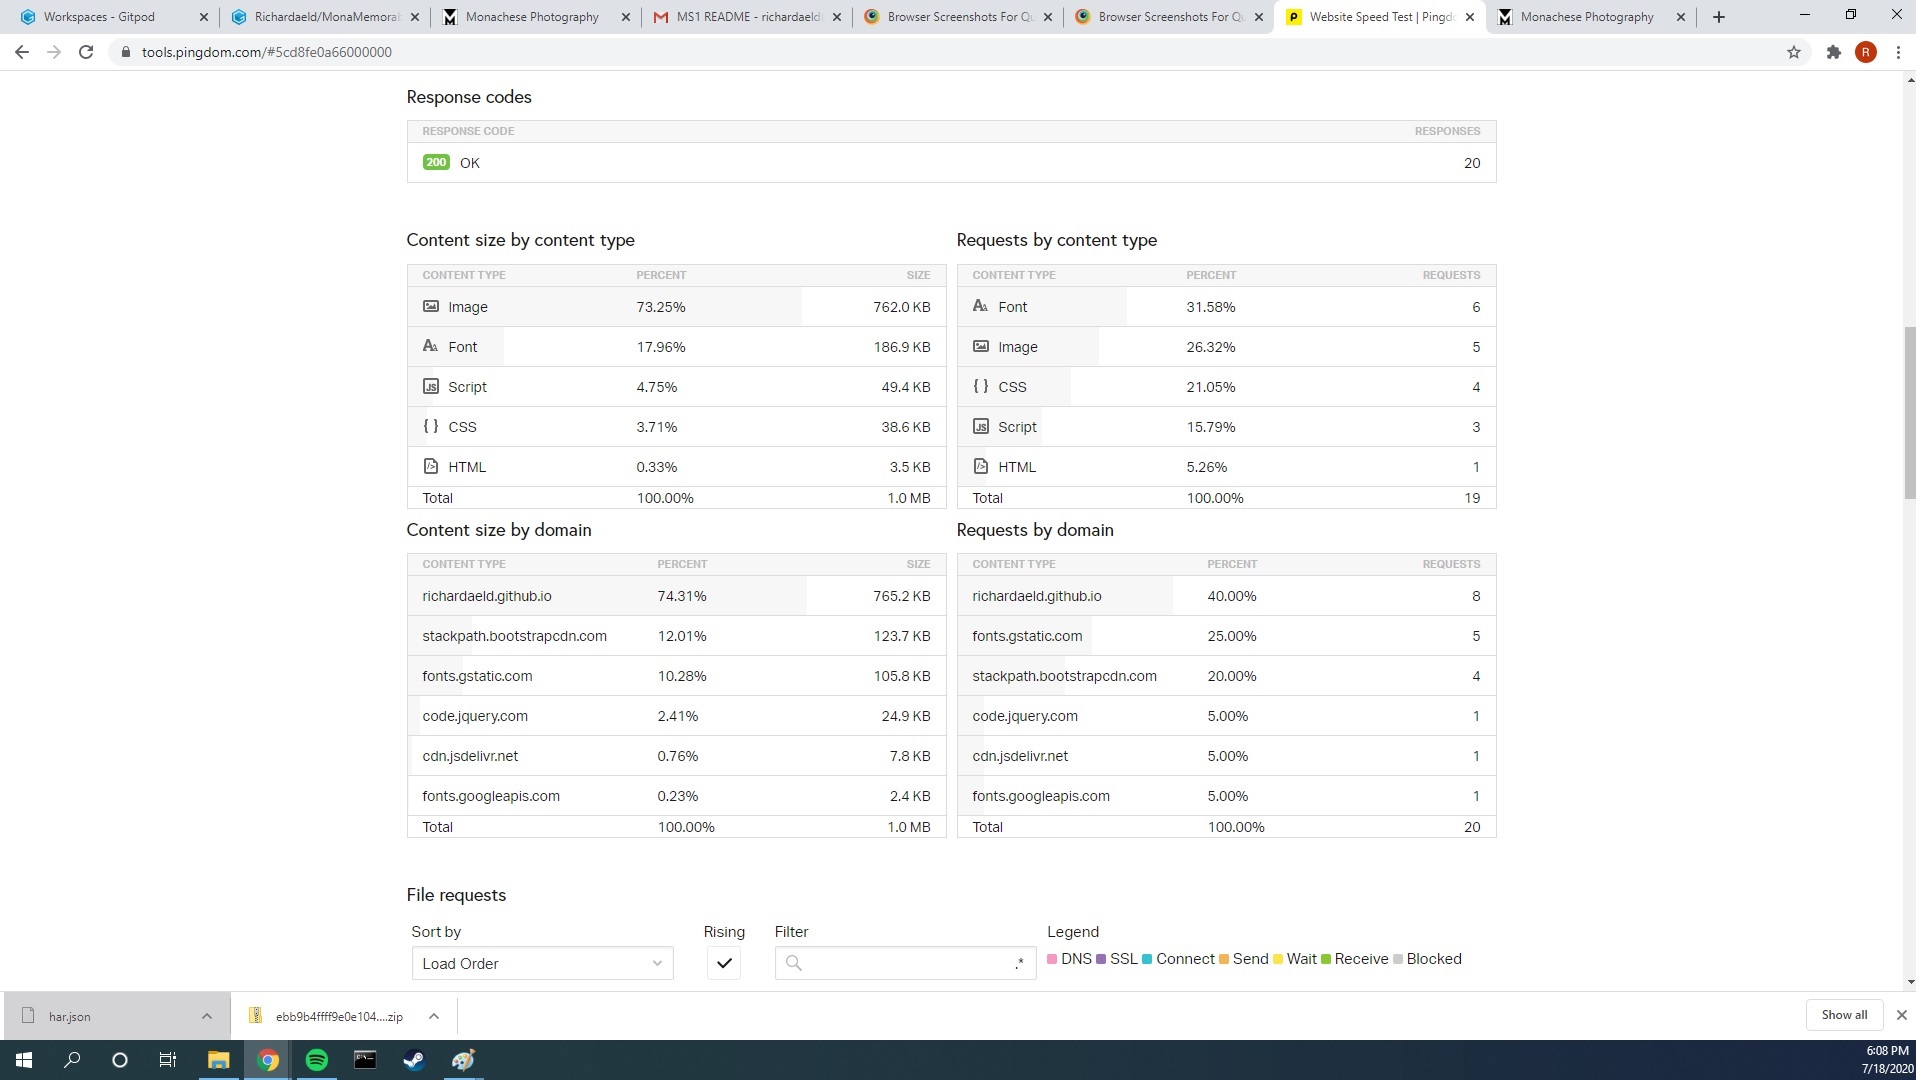 Workspaces - Gitpod
Richardaeld/MonaMemorab
Monachese Photography
MS1 README - richardaeld
Browser Screenshots For Qu
Browser Screenshots For Qu
Website Speed Test | Pingdo
Monachese Photography
tools.pingdom.com/#5cd8fe0a66000000
R
Response codes
RESPONSE CODE RESPONSES
200 OK 20
Content size by content type
CONTENT TYPE PERCENT SIZE
Image 73.25% 762.0 KB
Font 17.96% 186.9 KB
Script 4.75% 49.4 KB
CSS 3.71% 38.6 KB
HTML 0.33% 3.5 KB
Total 100.00% 1.0 MB
Requests by content type
CONTENT TYPE PERCENT REQUESTS
Font 31.58% 6
Image 26.32% 5
CSS 21.05% 4
Script 15.79% 3
HTML 5.26% 1
Total 100.00% 19
Content size by domain
CONTENT TYPE PERCENT SIZE
richardaeld.github.io 74.31% 765.2 KB
stackpath.bootstrapcdn.com 12.01% 123.7 KB
fonts.gstatic.com 10.28% 105.8 KB
code.jquery.com 2.41% 24.9 KB
cdn.jsdelivr.net 0.76% 7.8 KB
fonts.googleapis.com 0.23% 2.4 KB
Total 100.00% 1.0 MB
Requests by domain
CONTENT TYPE PERCENT REQUESTS
richardaeld.github.io 40.00% 8
fonts.gstatic.com 25.00% 5
stackpath.bootstrapcdn.com 20.00% 4
code.jquery.com 5.00% 1
cdn.jsdelivr.net 5.00% 1
fonts.googleapis.com 5.00% 1
Total 100.00% 20
File requests
Sort by Rising Filter Legend
Load Order .* DNS SSL Connect Send Wait Receive Blocked
har.json
ebb9b4ffff9e0e104....zip
Show all
6:08 PM
7/18/2020